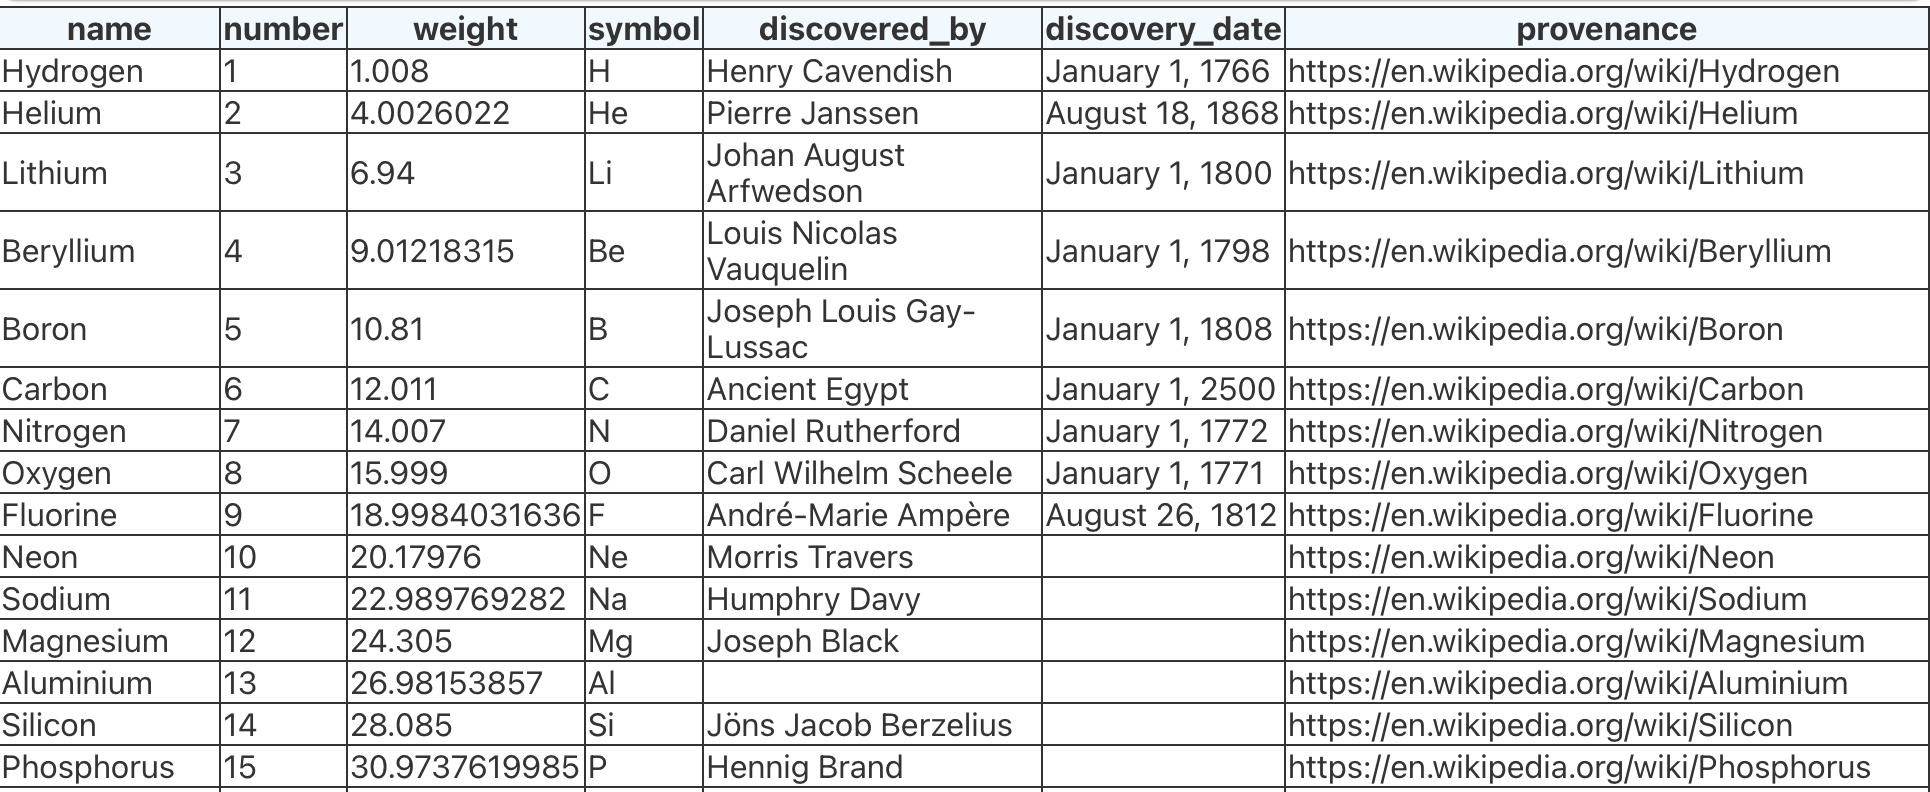 name number weight symbol discovered_by discovery_date provenance
Hydrogen 1 1.008 H Henry Cavendish January 1, 1766 https://en.wikipedia.org/wiki/Hydrogen
Helium 2 4.0026022 He Pierre Janssen August 18, 1868 https://en.wikipedia.org/wiki/Helium
Lithium 3 6.94 Li Johan August Arfwedson January 1, 1800 https://en.wikipedia.org/wiki/Lithium
Beryllium 4 9.01218315 Be Louis Nicolas Vauquelin January 1, 1798 https://en.wikipedia.org/wiki/Beryllium
Boron 5 10.81 B Joseph Louis Gay-Lussac January 1, 1808 https://en.wikipedia.org/wiki/Boron
Carbon 6 12.011 C Ancient Egypt January 1, 2500 https://en.wikipedia.org/wiki/Carbon
Nitrogen 7 14.007 N Daniel Rutherford January 1, 1772 https://en.wikipedia.org/wiki/Nitrogen
Oxygen 8 15.999 O Carl Wilhelm Scheele January 1, 1771 https://en.wikipedia.org/wiki/Oxygen
Fluorine 9 18.9984031636 F André-Marie Ampère August 26, 1812 https://en.wikipedia.org/wiki/Fluorine
Neon 10 20.17976 Ne Morris Travers https://en.wikipedia.org/wiki/Neon
Sodium 11 22.989769282 Na Humphry Davy https://en.wikipedia.org/wiki/Sodium
Magnesium 12 24.305 Mg Joseph Black https://en.wikipedia.org/wiki/Magnesium
Aluminium 13 26.98153857 Al https://en.wikipedia.org/wiki/Aluminium
Silicon 14 28.085 Si Jöns Jacob Berzelius https://en.wikipedia.org/wiki/Silicon
Phosphorus 15 30.9737619985 P Hennig Brand https://en.wikipedia.org/wiki/Phosphorus